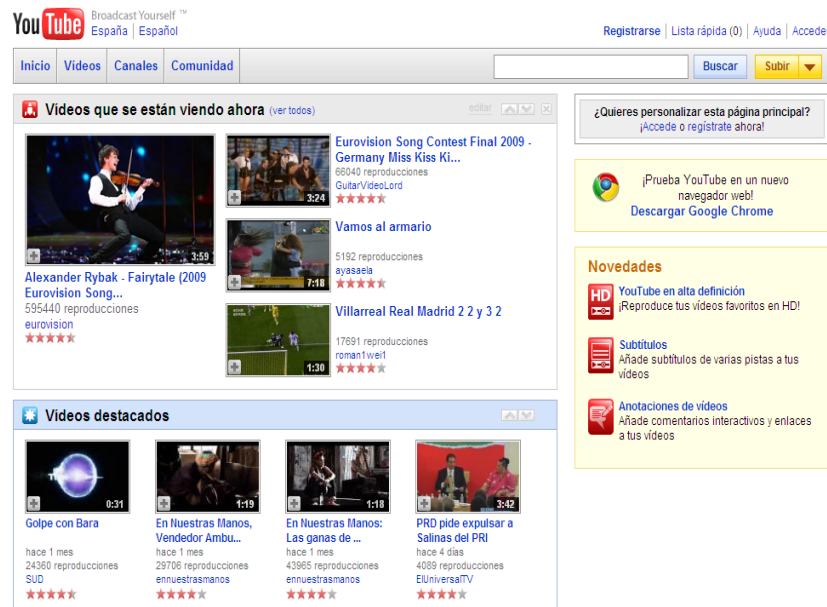 You Tube Broadcast Yourself ™
España | Español
Registrarse | Lista rápida (0) | Ayuda | Acceder
Inicio Vídeos Canales Comunidad Buscar Subir
Videos que se están viendo ahora (ver todos) editar
3:59
Alexander Rybak - Fairytale (2009
Eurovision Song...
595440 reproducciones
eurovision
3:24
Eurovision Song Contest Final 2009 -
Germany Miss Kiss Ki...
66040 reproducciones
GuitarVideoLord
7:18
Vamos al armario
5192 reproducciones
ayasaela
1:30
Villarreal Real Madrid 2 2 y 3 2
17691 reproducciones
roman1wei1
Videos destacados
0:31
Golpe con Bara
hace 1 mes
24360 reproducciones
SUD
1:19
En Nuestras Manos,
Vendedor Ambu...
hace 1 mes
29706 reproducciones
ennuestrasmanos
1:18
En Nuestras Manos:
Las ganas de ...
hace 1 mes
43965 reproducciones
ennuestrasmanos
3:42
PRD pide expulsar a
Salinas del PRI
hace 4 días
4089 reproducciones
ElUniversalTV
¿Quieres personalizar esta página principal?
¡Accede o regístrate ahora!
¡Prueba YouTube en un nuevo
navegador web!
Descargar Google Chrome
Novedades
HD
YouTube en alta definición
¡Reproduce tus vídeos favoritos en HD!
Subtítulos
Añade subtítulos de varias pistas a tus
vídeos
Anotaciones de vídeos
Añade comentarios interactivos y enlaces
a tus vídeos